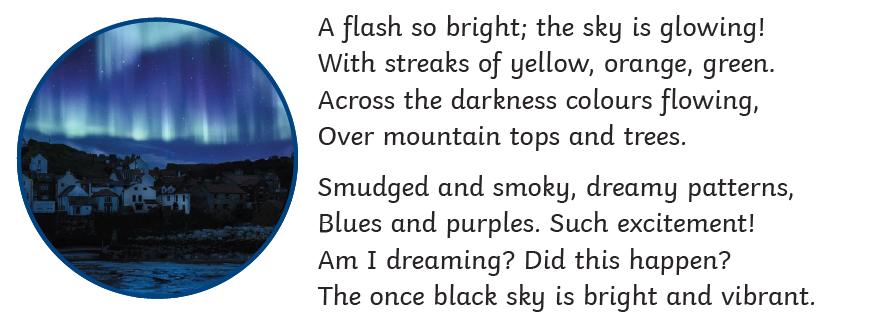 A flash so bright; the sky is glowing!
With streaks of yellow, orange, green.
Across the darkness colours flowing,
Over mountain tops and trees.
Smudged and smoky, dreamy patterns,
Blues and purples. Such excitement!
Am I dreaming? Did this happen?
The once black sky is bright and vibrant.